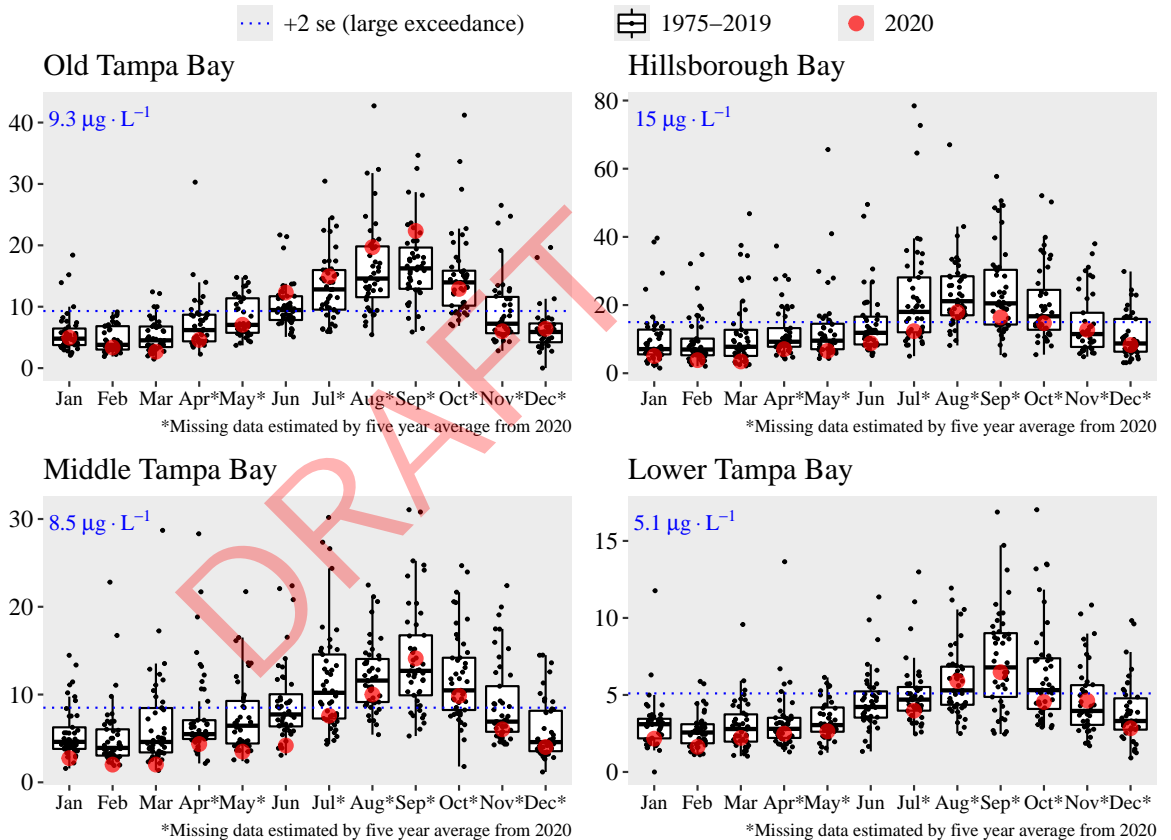 +2 se (large exceedance) 1975–2019 2020
Old Tampa Bay
9.3 μg · L⁻¹
40
30
20
10
0
Jan Feb Mar Apr* May* Jun Jul* Aug* Sep* Oct* Nov* Dec*
*Missing data estimated by five year average from 2020
Hillsborough Bay
15 μg · L⁻¹
80
60
40
20
0
Jan Feb Mar Apr* May* Jun Jul* Aug* Sep* Oct* Nov* Dec*
*Missing data estimated by five year average from 2020
Middle Tampa Bay
8.5 μg · L⁻¹
30
20
10
0
Jan Feb Mar Apr* May* Jun Jul* Aug* Sep* Oct* Nov* Dec*
*Missing data estimated by five year average from 2020
Lower Tampa Bay
5.1 μg · L⁻¹
15
10
5
0
Jan Feb Mar Apr* May* Jun Jul* Aug* Sep* Oct* Nov* Dec*
*Missing data estimated by five year average from 2020
DRAFT